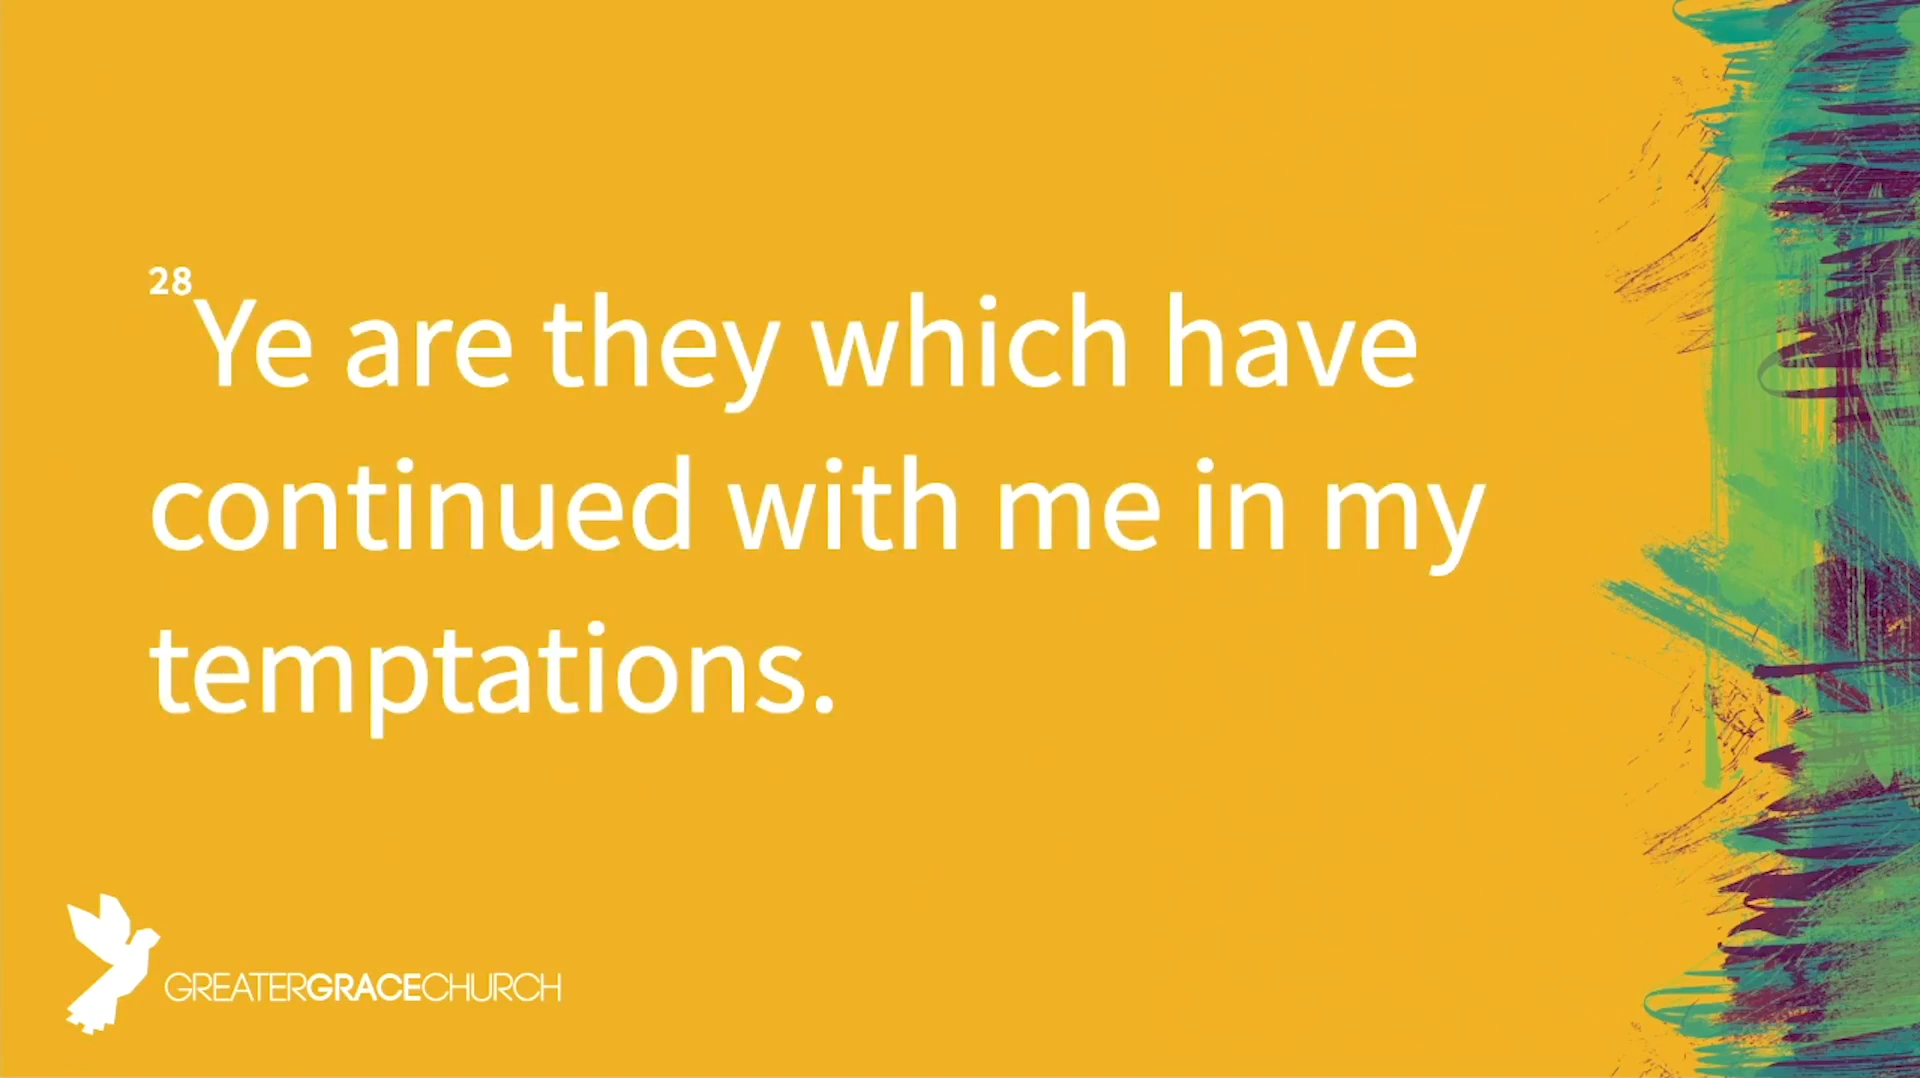 28 Ye are they which have
continued with me in my
temptations.
GREATERGRACECHURCH